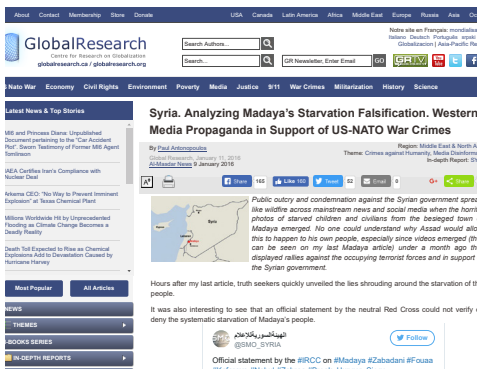 About Contact Membership Store Donate USA Canada Latin America Africa Middle East Europe Russia Asia
GlobalResearch
Centre for Research on Globalization
globalresearch.ca / globalresearch.org
Search Authors...
Search...
GR Newsletter, Enter Email GO GRTV You Tube
Notre site en Français: mondialisa
italiano Deutsch Português srpski
Globalizacion | Asia-Pacific Re
Nato War Economy Civil Rights Environment Poverty Media Justice 9/11 War Crimes Militarization History Science
Latest News & Top Stories
MI6 and Princess Diana: Unpublished
Document pertaining to the "Car Accident
Plot". Sworn Testimony of Former MI6 Agent
Tomlinson
IAEA Certifies Iran's Compliance with
Nuclear Deal
Arkema CEO: "No Way to Prevent Imminent
Explosion" at Texas Chemical Plant
Millions Worldwide Hit by Unprecedented
Flooding as Climate Change Becomes a
Deadly Reality
Death Toll Expected to Rise as Chemical
Explosions Add to Devastation Caused by
Hurricane Harvey
Most Popular All Articles
NEWS
THEMES
I-BOOKS SERIES
IN-DEPTH REPORTS
Syria. Analyzing Madaya's Starvation Falsification. Western
Media Propaganda in Support of US-NATO War Crimes
By Paul Antonopoulos
Global Research, January 11, 2016
Al-Masdar News 9 January 2016
Region: Middle East & North A
Theme: Crimes against Humanity, Media Disinforma
In-depth Report: SY
Share 165 Like 160 Tweet 52 Email 0 G+ Share
Syria
Public outcry and condemnation against the Syrian government sprea
like wildfire across mainstream news and social media when the horri
photos of starved children and civilians from the besieged town
Madaya emerged. No one could understand why Assad would allo
this to happen to his own people, especially since videos emerged (th
can be seen on my last Madaya article) under a month ago th
displayed rallies against the occupying terrorist forces and in support
the Syrian government.
Hours after my last article, truth seekers quickly unveiled the lies shrouding around the starvation of th
people.
It was also interesting to see that an official statement by the neutral Red Cross could not verify o
deny the systematic starvation of Madaya's people.
الهيئة السورية للإعلام
@SMO_SYRIA
Follow
Official statement by the #IRCC on #Madaya #Zabadani #Fouaa